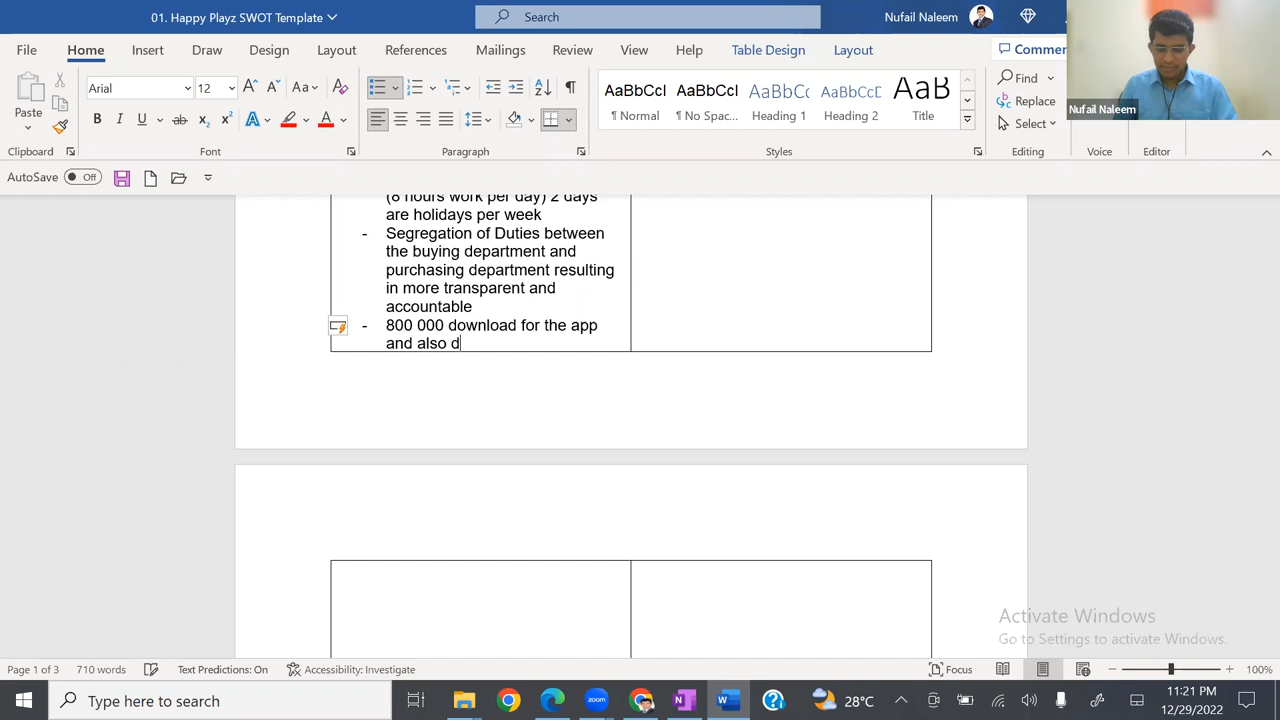 01. Happy Playz SWOT Template
Search
Nufail Naleem
File Home Insert Draw Design Layout References Mailings Review View Help Table Design Layout
Nufail Naleem
Paste
Arial
12
Aa
B I U ab x₂ x²
A A
AaBbCcI AaBbCcI AaBbCc AaBbCcD AaB
¶ Normal ¶ No Spac... Heading 1 Heading 2 Title
Find
Replace
Select
Clipboard Font Paragraph Styles Editing Voice Editor
AutoSave Off
(8 hours work per day) 2 days
are holidays per week
- Segregation of Duties between
the buying department and
purchasing department resulting
in more transparent and
accountable
- 800 000 download for the app
and also d
Activate Windows
Go to Settings to activate Windows.
Page 1 of 3 710 words Text Predictions: On Accessibility: Investigate Focus 100%
Type here to search
zoom
28°C
11:21 PM
12/29/2022